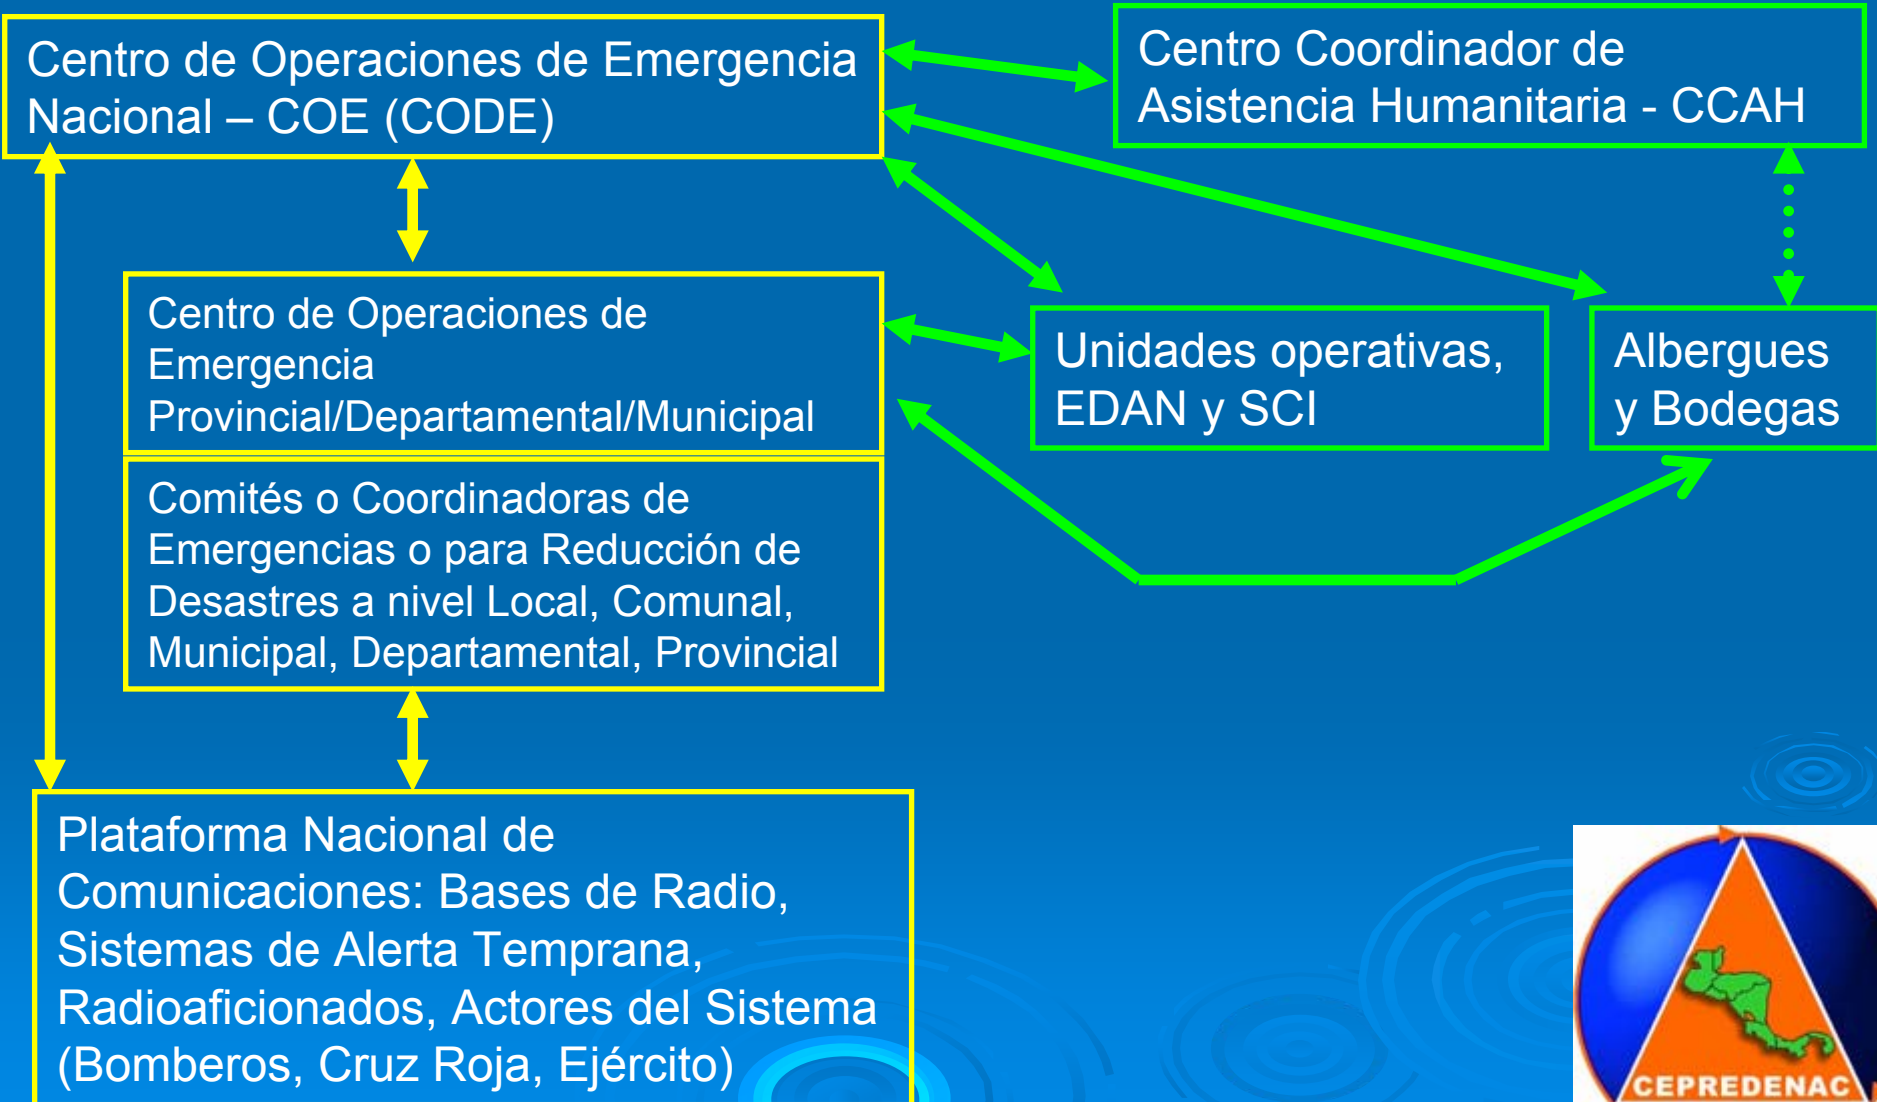 Centro de Operaciones de Emergencia
Nacional – COE (CODE)
Centro Coordinador de
Asistencia Humanitaria - CCAH
Centro de Operaciones de
Emergencia
Provincial/Departamental/Municipal
Unidades operativas,
EDAN y SCI
Albergues
y Bodegas
Comités o Coordinadoras de
Emergencias o para Reducción de
Desastres a nivel Local, Comunal,
Municipal, Departamental, Provincial
Plataforma Nacional de
Comunicaciones: Bases de Radio,
Sistemas de Alerta Temprana,
Radioaficionados, Actores del Sistema
(Bomberos, Cruz Roja, Ejército)
CEPREDENAC